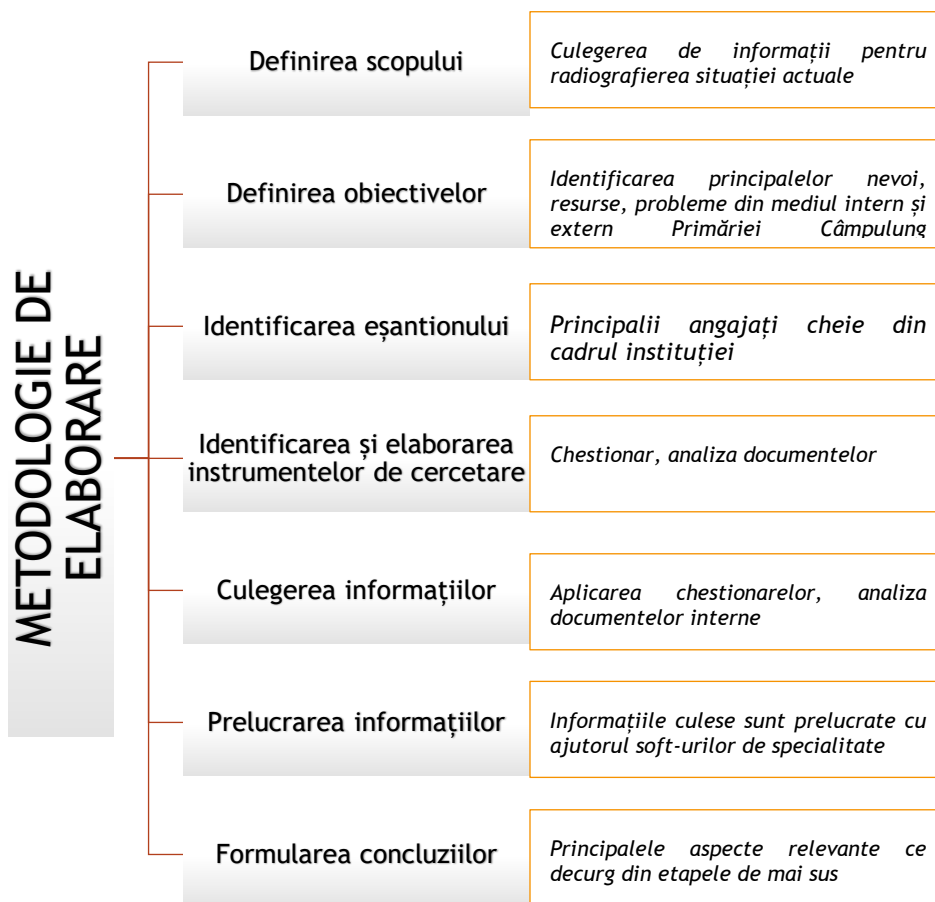 METODOLOGIE DE
ELABORARE
Definirea scopului
Culegerea de informații pentru
radiografierea situației actuale
Definirea obiectivelor
Identificarea principalelor nevoi,
resurse, probleme din mediul intern și
extern Primăriei Câmpulung
Identificarea eșantionului
Principalii angajați cheie din
cadrul instituției
Identificarea și elaborarea
instrumentelor de cercetare
Chestionar, analiza documentelor
Culegerea informațiilor
Aplicarea chestionarelor, analiza
documentelor interne
Prelucrarea informațiilor
Informațiile culese sunt prelucrate cu
ajutorul soft-urilor de specialitate
Formularea concluziilor
Principalele aspecte relevante ce
decurg din etapele de mai sus